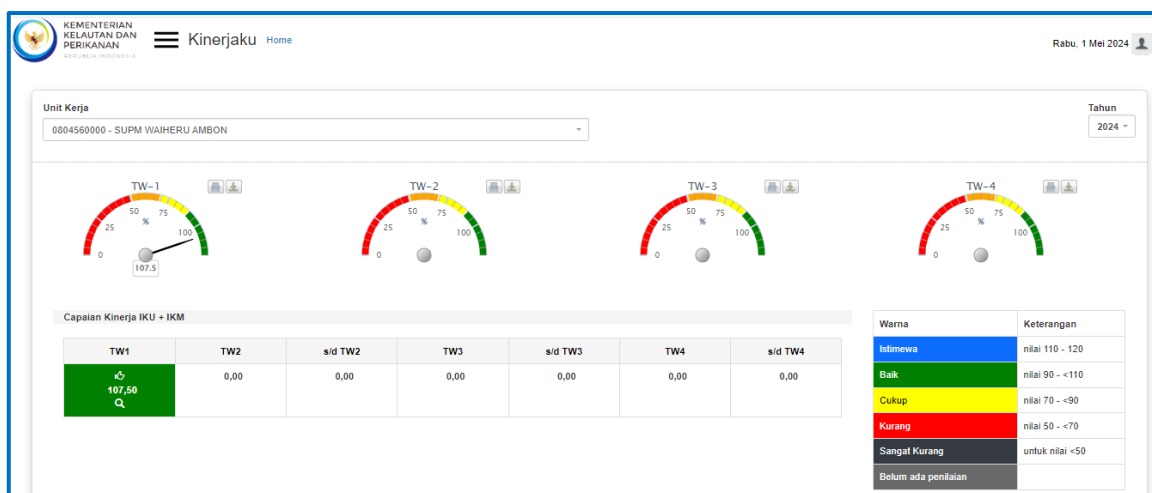 KEMENTERIAN
KELAUTAN DAN
PERIKANAN
REPUBLIK INDONESIA
Kinerjaku Home
Rabu, 1 Mei 2024
Unit Kerja
Tahun
0804560000 - SUPM WAIHERU AMBON
2024
TW-1
0 25 50 75 100
%
107.5
TW-2
0 25 50 75 100
%
TW-3
0 25 50 75 100
%
TW-4
0 25 50 75 100
%
Capaian Kinerja IKU + IKM
TW1 TW2 s/d TW2 TW3 s/d TW3 TW4 s/d TW4
107,50 0,00 0,00 0,00 0,00 0,00 0,00
Warna Keterangan
Istimewa nilai 110 - 120
Baik nilai 90 - <110
Cukup nilai 70 - <90
Kurang nilai 50 - <70
Sangat Kurang untuk nilai <50
Belum ada penilaian